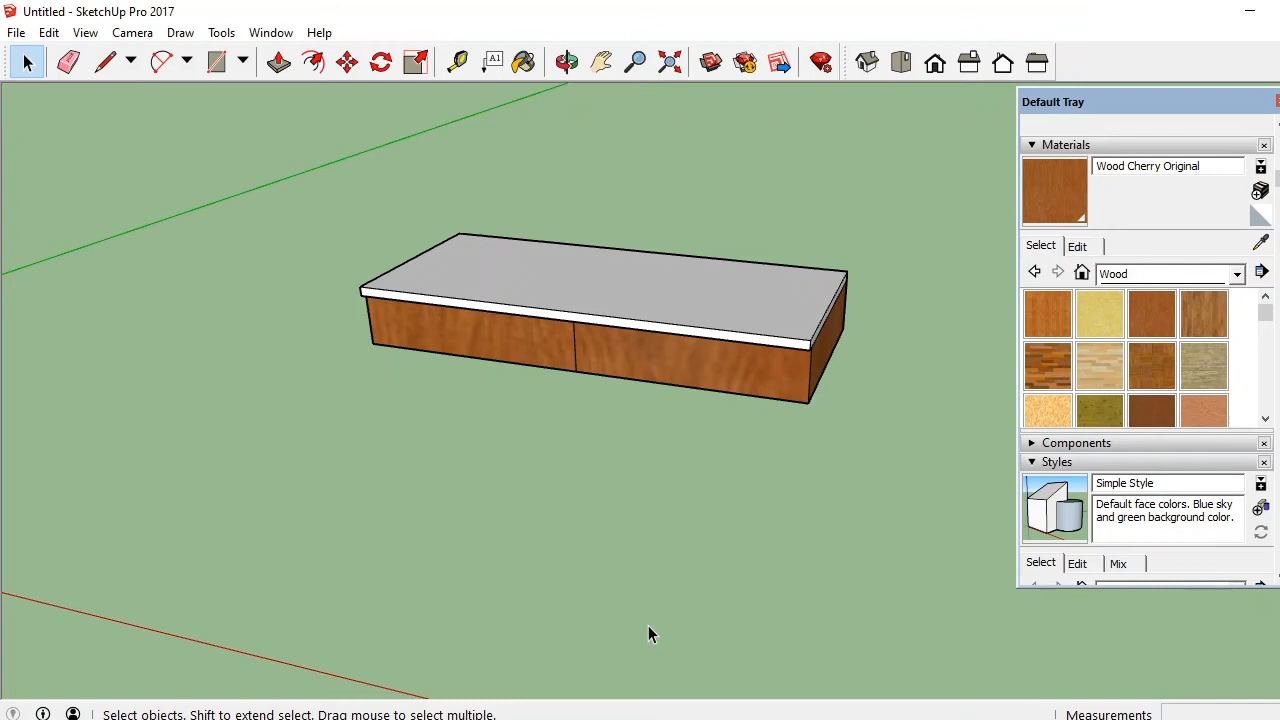 Untitled - SketchUp Pro 2017
File Edit View Camera Draw Tools Window Help
A1
Default Tray
Materials
Wood Cherry Original
Select Edit
Wood
Components
Styles
Simple Style
Default face colors. Blue sky
and green background color.
Select Edit Mix
Select objects. Shift to extend select. Drag mouse to select multiple.
Measurements